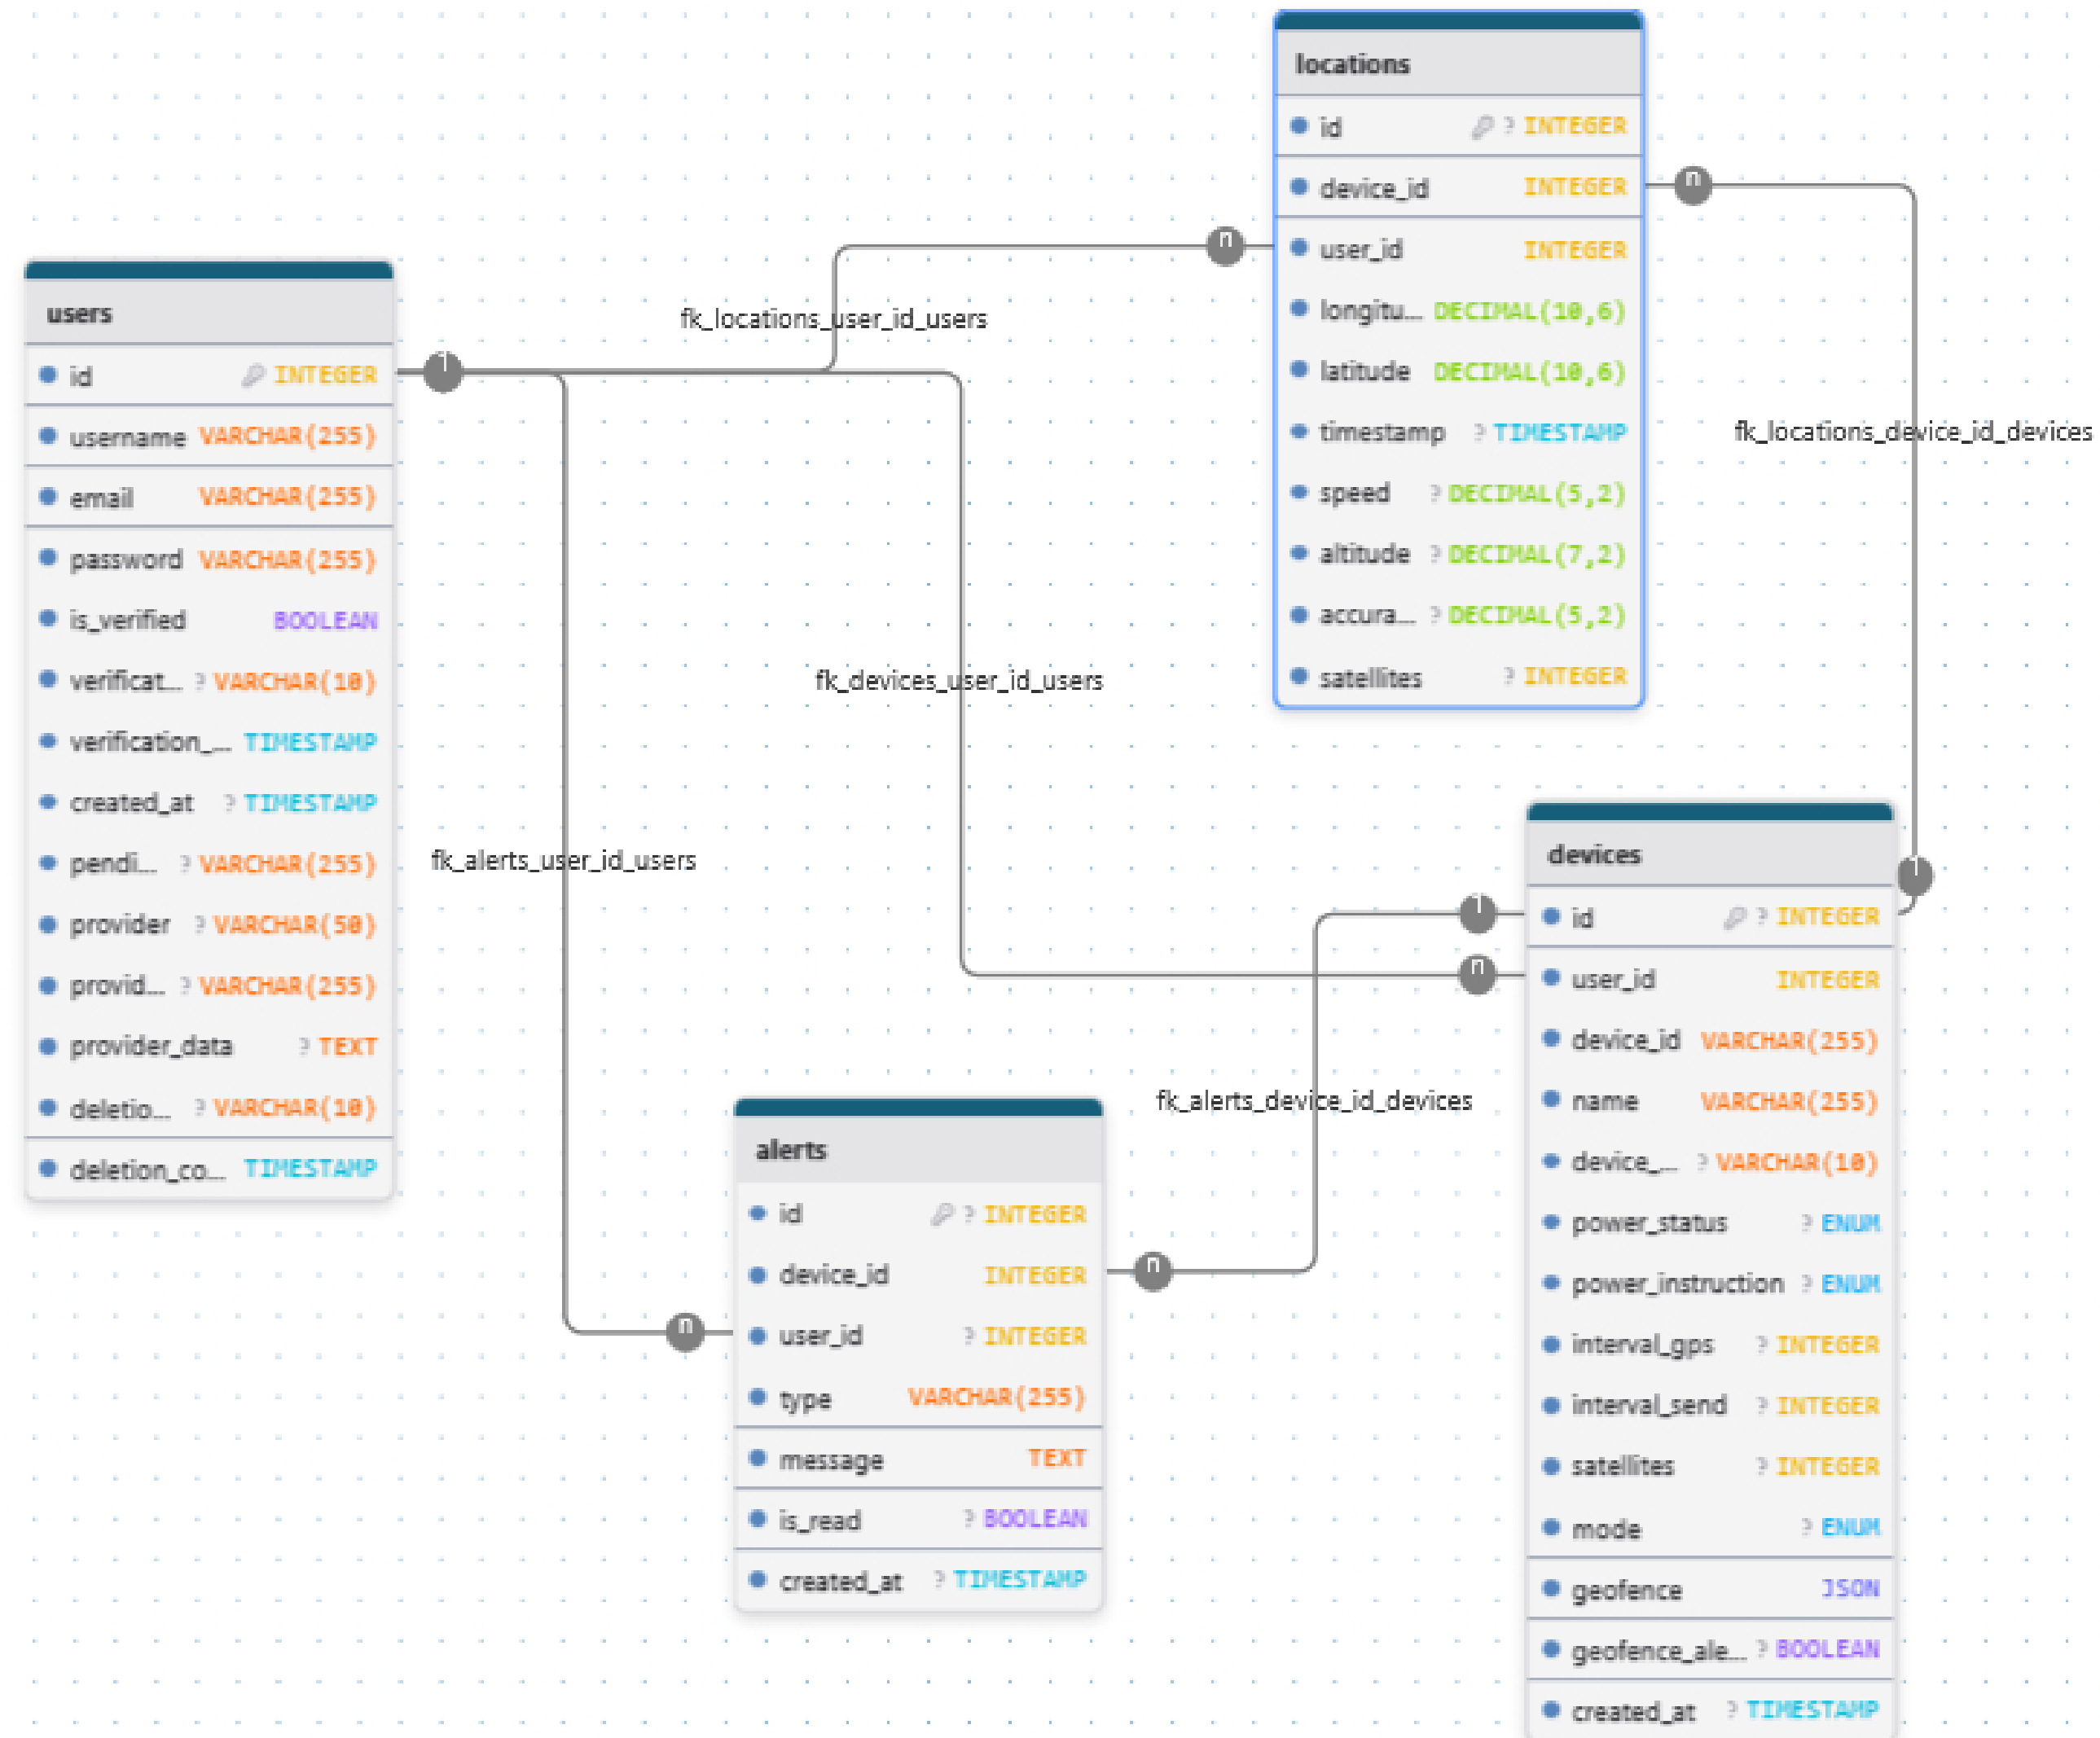 locations
id ? INTEGER
device_id INTEGER
user_id INTEGER
longitu... DECIMAL(10,6)
latitude DECIMAL(10,6)
timestamp ? TIMESTAMP
speed ? DECIMAL(5,2)
altitude ? DECIMAL(7,2)
accura... ? DECIMAL(5,2)
satellites ? INTEGER
users
id INTEGER
username VARCHAR(255)
email VARCHAR(255)
password VARCHAR(255)
is_verified BOOLEAN
verificat... ? VARCHAR(10)
verification_... TIMESTAMP
created_at ? TIMESTAMP
pendi... ? VARCHAR(255)
provider ? VARCHAR(50)
provid... ? VARCHAR(255)
provider_data ? TEXT
deletio... ? VARCHAR(10)
deletion_co... TIMESTAMP
1
n
n
fk_locations_user_id_users
fk_locations_device_id_devices
fk_devices_user_id_users
fk_alerts_user_id_users
fk_alerts_device_id_devices
1
1
n
n
n
alerts
id ? INTEGER
device_id INTEGER
user_id ? INTEGER
type VARCHAR(255)
message TEXT
is_read ? BOOLEAN
created_at ? TIMESTAMP
devices
id ? INTEGER
user_id INTEGER
device_id VARCHAR(255)
name VARCHAR(255)
device_... ? VARCHAR(10)
power_status ? ENUM
power_instruction ? ENUM
interval_gps ? INTEGER
interval_send ? INTEGER
satellites ? INTEGER
mode ? ENUM
geofence JSON
geofence_ale... ? BOOLEAN
created_at ? TIMESTAMP